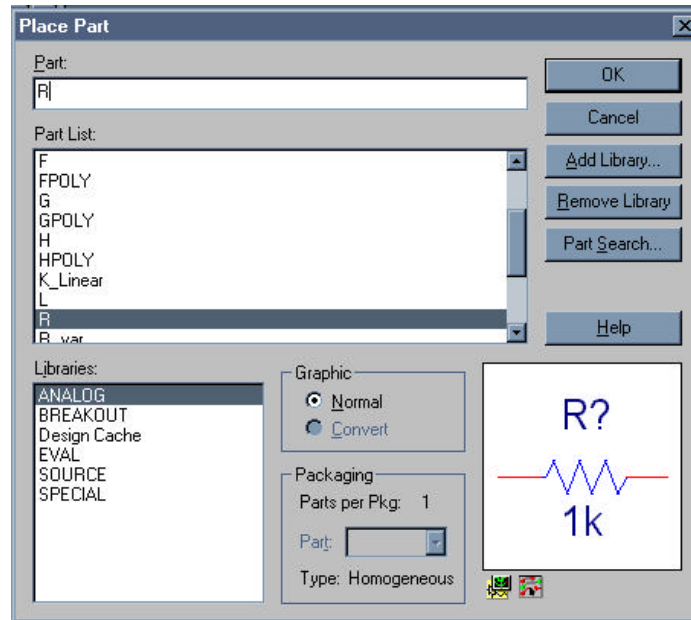 Place Part
Part:
R
Part List:
F
FPOLY
G
GPOLY
H
HPOLY
K_Linear
L
R
R_var
OK
Cancel
Add Library...
Remove Library
Part Search...
Help
Libraries:
ANALOG
BREAKOUT
Design Cache
EVAL
SOURCE
SPECIAL
Graphic
Normal
Convert
Packaging
Parts per Pkg: 1
Part:
Type: Homogeneous
R?
1k